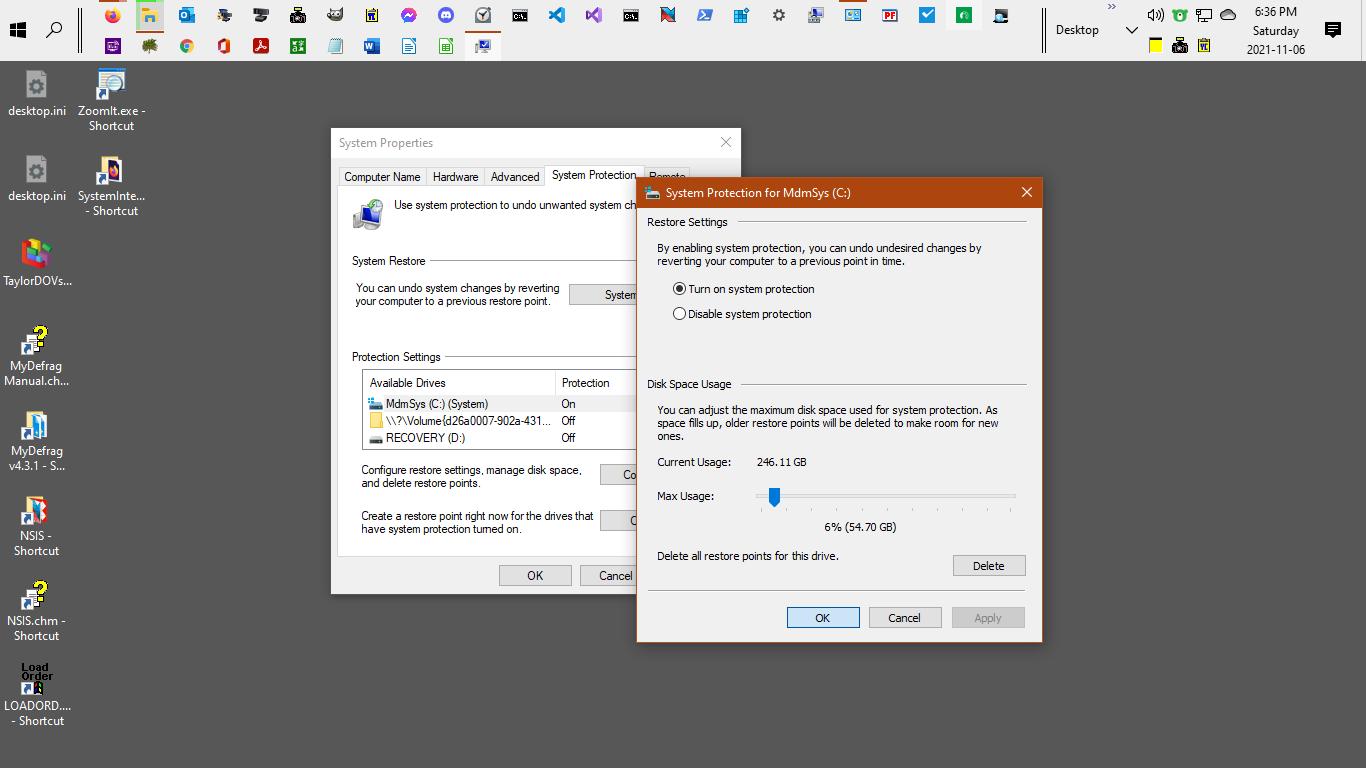 Desktop
»
6:36 PM
Saturday
2021-11-06
desktop.ini
ZoomIt.exe -
Shortcut
desktop.ini
SystemInte...
- Shortcut
TaylorDOVs...
MyDefrag
Manual.ch...
MyDefrag
v4.3.1 - S...
NSIS -
Shortcut
NSIS.chm -
Shortcut
Load
Order
LOADORD....
- Shortcut
System Properties
Computer Name
Hardware
Advanced
System Protection
Remote
Use system protection to undo unwanted system ch
System Restore
You can undo system changes by reverting
your computer to a previous restore point.
System
Protection Settings
Available Drives
Protection
MdmSys (C:) (System)
On
\\?\Volume{d26a0007-902a-431...
Off
RECOVERY (D:)
Off
Configure restore settings, manage disk space,
and delete restore points.
Co
Create a restore point right now for the drives that
have system protection turned on.
C
OK
Cancel
System Protection for MdmSys (C:)
Restore Settings
By enabling system protection, you can undo undesired changes by
reverting your computer to a previous point in time.
Turn on system protection
Disable system protection
Disk Space Usage
You can adjust the maximum disk space used for system protection. As
space fills up, older restore points will be deleted to make room for new
ones.
Current Usage:
246.11 GB
Max Usage:
6% (54.70 GB)
Delete all restore points for this drive.
Delete
OK
Cancel
Apply